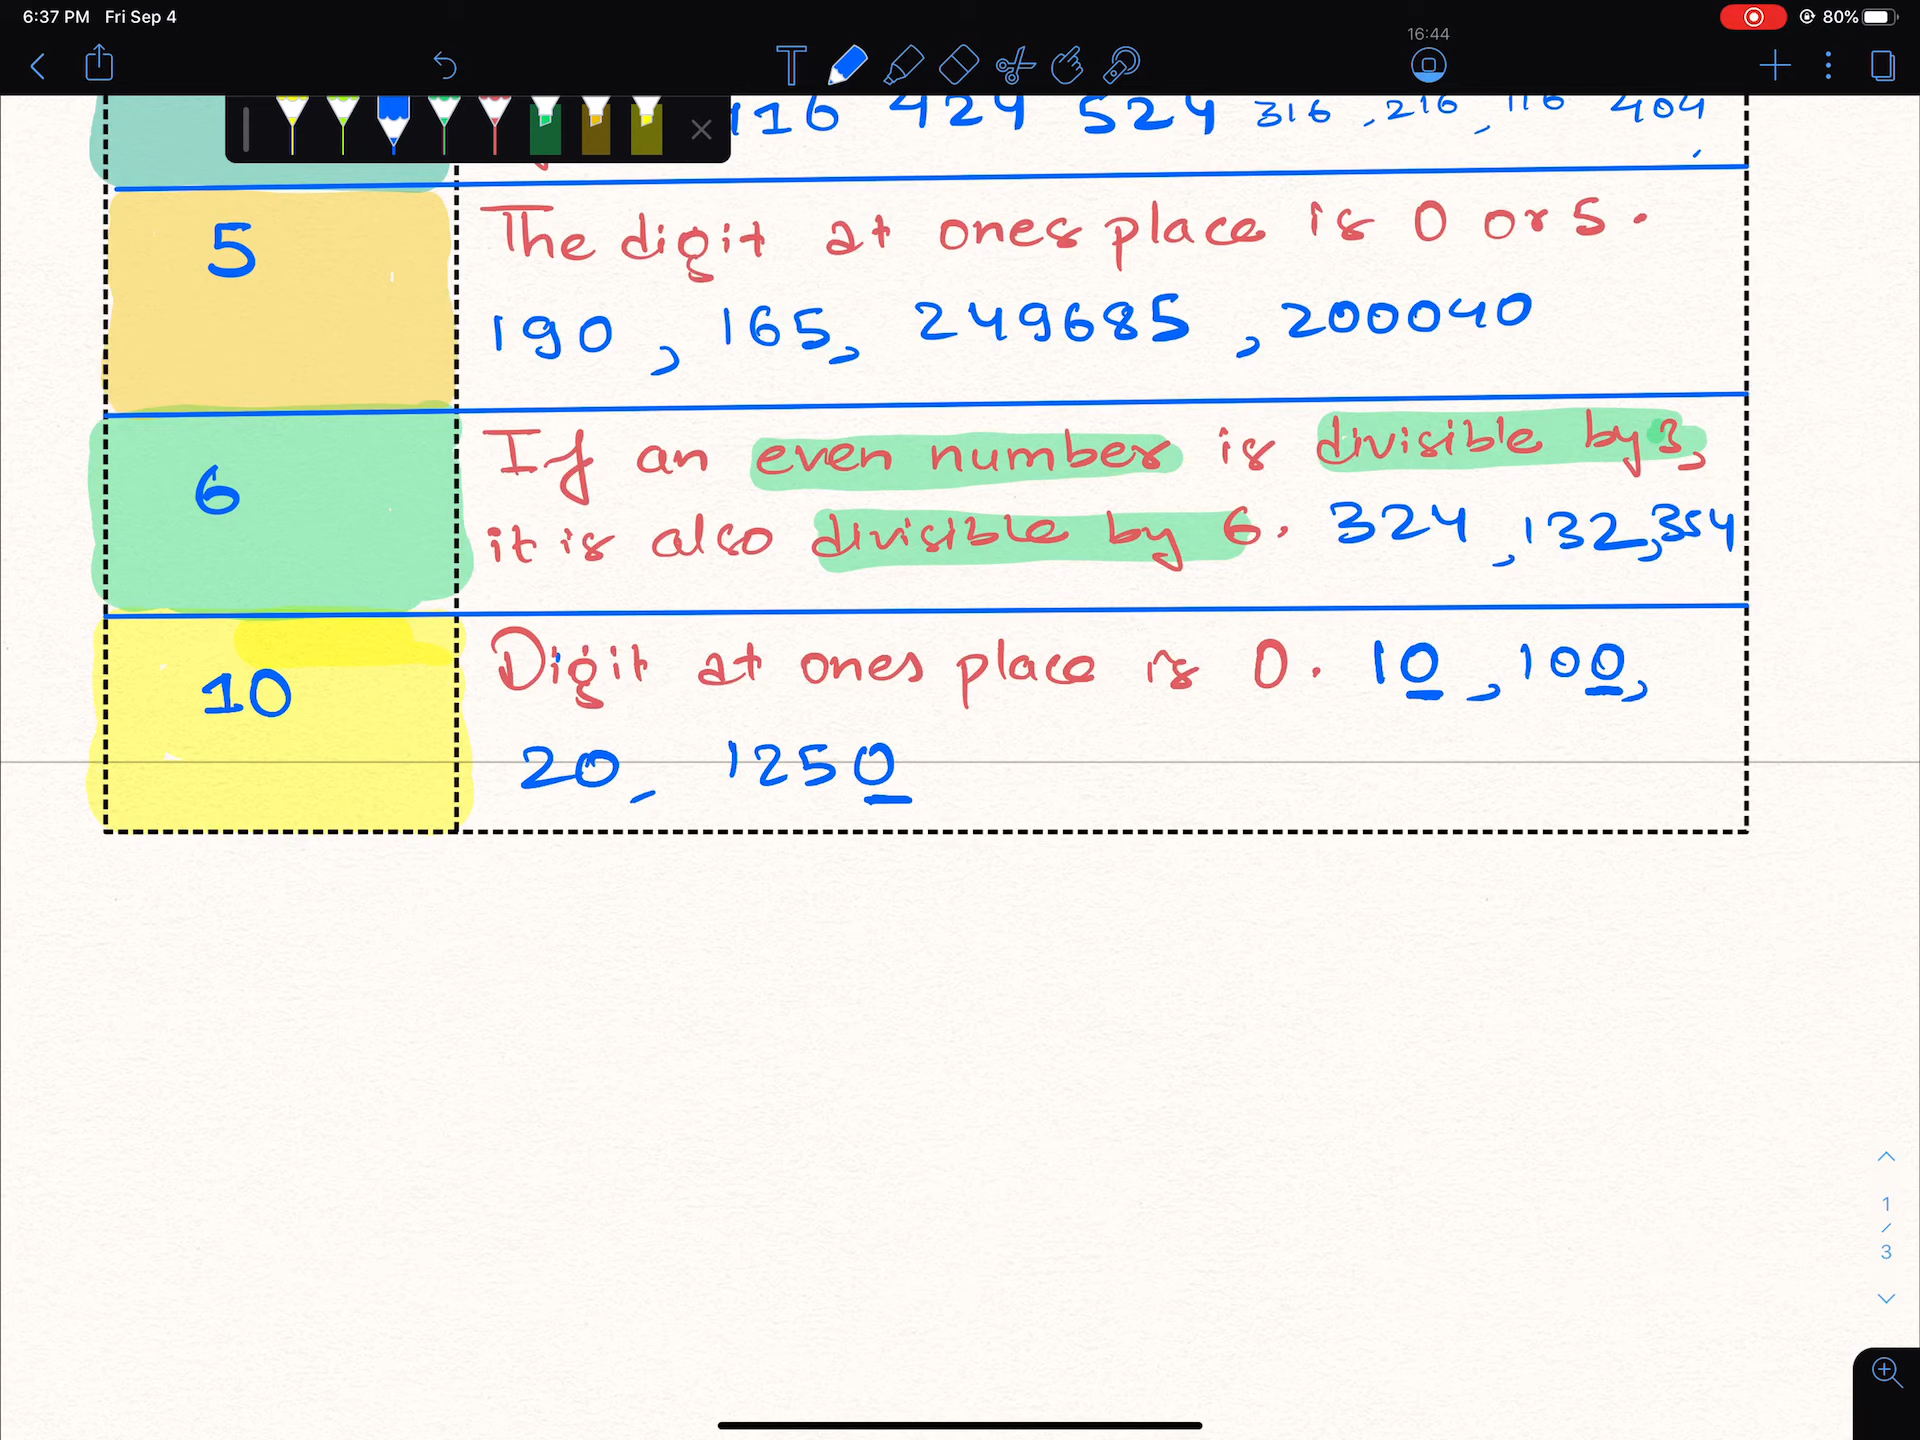 6:37 PM Fri Sep 4
80%
16:44
T
116 424 524 316, 216, 116 404,
5
The digit at ones place is 0 or 5.
190, 165, 249685, 200040
6
If an even number is divisible by 3,
it is also divisible by 6. 324, 132, 354
10
Digit at ones place is 0. 10, 100,
20, 1250
1
/
3